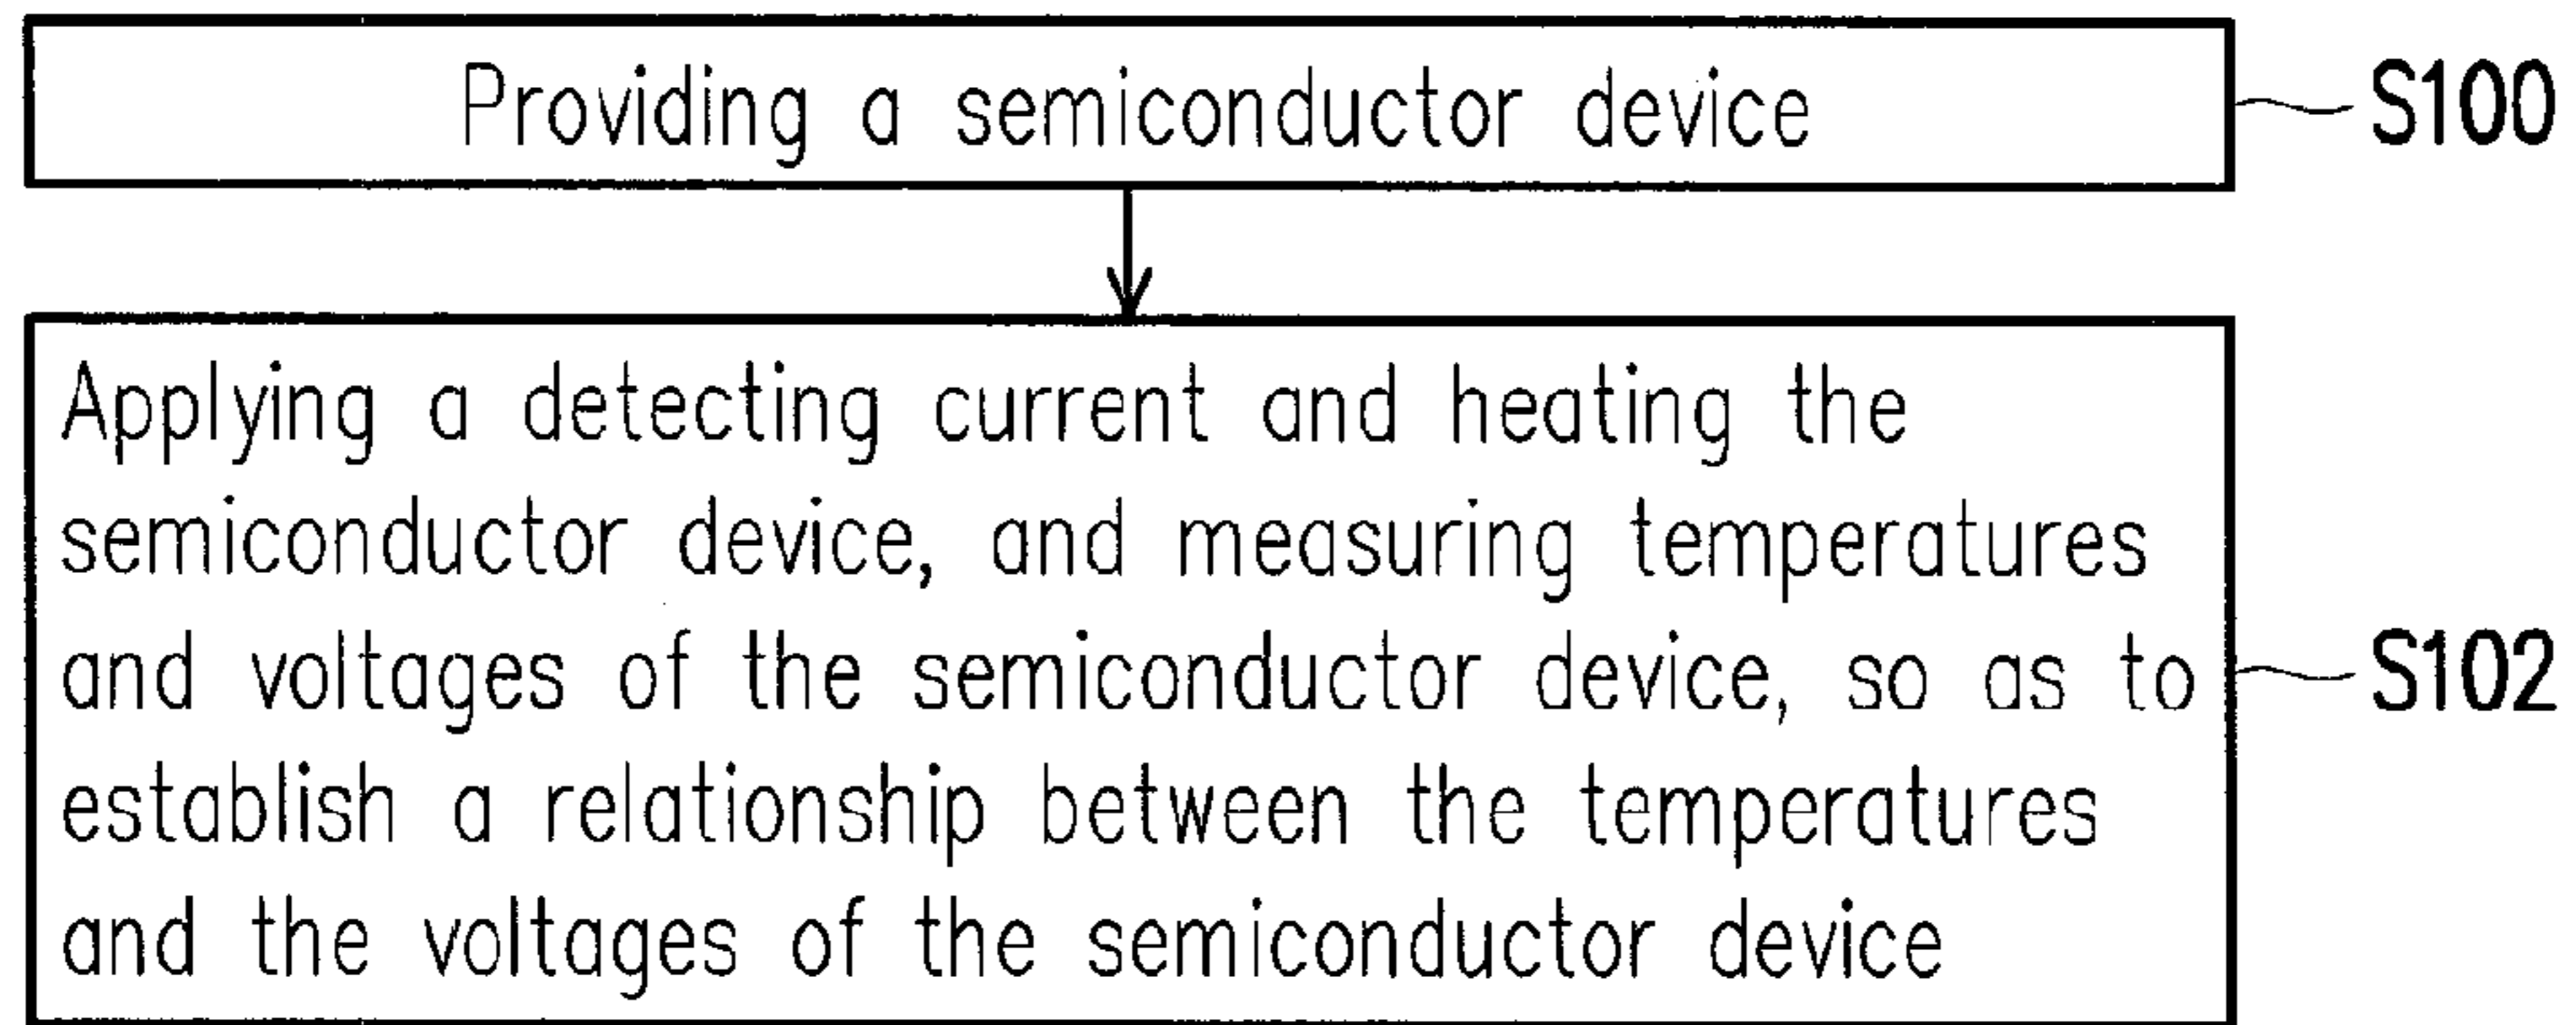 Providing a semiconductor device
S100
Applying a detecting current and heating the
semiconductor device, and measuring temperatures
and voltages of the semiconductor device, so as to
establish a relationship between the temperatures
and the voltages of the semiconductor device
S102